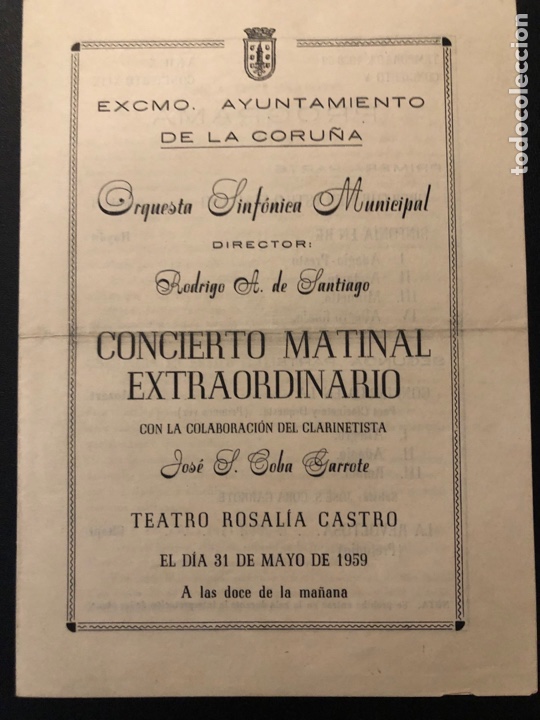 EXCMO. AYUNTAMIENTO
DE LA CORUÑA
Orquesta Sinfónica Municipal
DIRECTOR:
Rodrigo A. de Santiago
CONCIERTO MATINAL
EXTRAORDINARIO
CON LA COLABORACIÓN DEL CLARINETISTA
José S. Coba Garrote
TEATRO ROSALÍA CASTRO
EL DÍA 31 DE MAYO DE 1959
A las doce de la mañana
todocoleccion.net